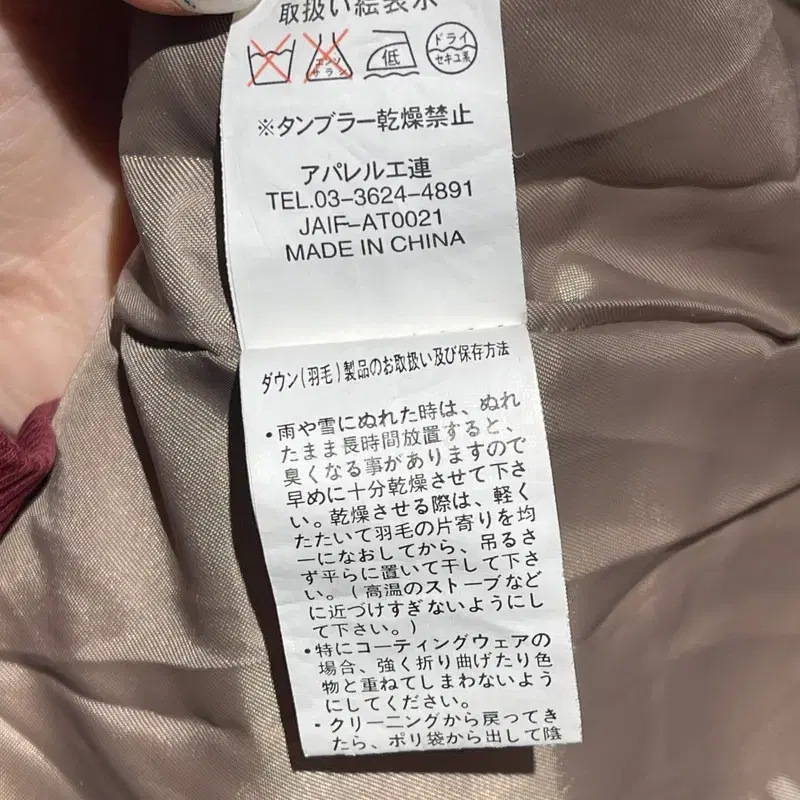 取扱い絵表示
エンソ
サラシ
低
ドライ
セキユ系
※タンブラー乾燥禁止
アパレル工連
TEL.03-3624-4891
JAIF-AT0021
MADE IN CHINA
ダウン(羽毛)製品のお取扱い及び保存方法
・雨や雪にぬれた時は、ぬれ
たまま長時間放置すると、
臭くなる事がありますので
早めに十分乾燥させて下さ
い。乾燥させる際は、軽く
たたいて羽毛の片寄りを均
一になおしてから、吊るさ
ず平らに置いて干して下さ
い。(高温のストーブなど
に近づけすぎないようにし
て下さい。)
・特にコーティングウェアの
場合、強く折り曲げたり色
物と重ねてしまわないよう
にしてください。
・クリーニングから戻ってき
たら、ポリ袋から出して陰